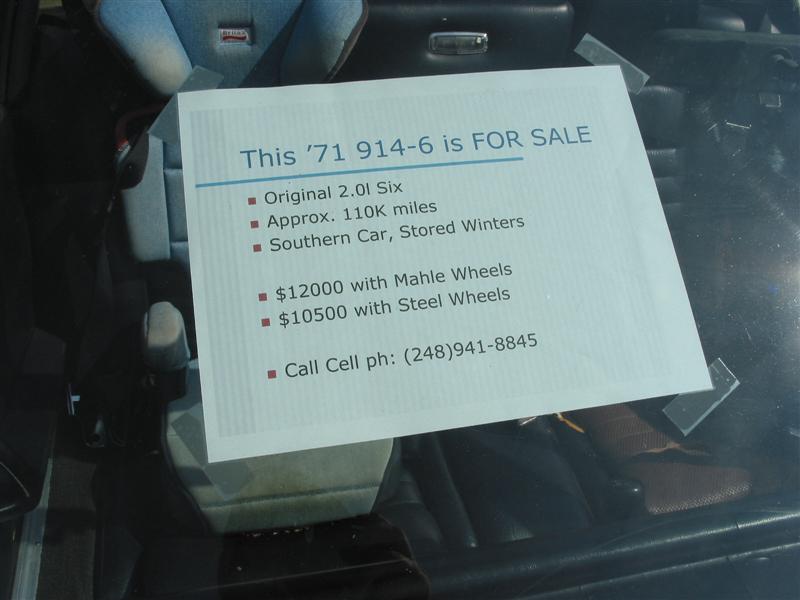 Britax
This '71 914-6 is FOR SALE
Original 2.0l Six
Approx. 110K miles
Southern Car, Stored Winters
$12000 with Mahle Wheels
$10500 with Steel Wheels
Call Cell ph: (248)941-8845